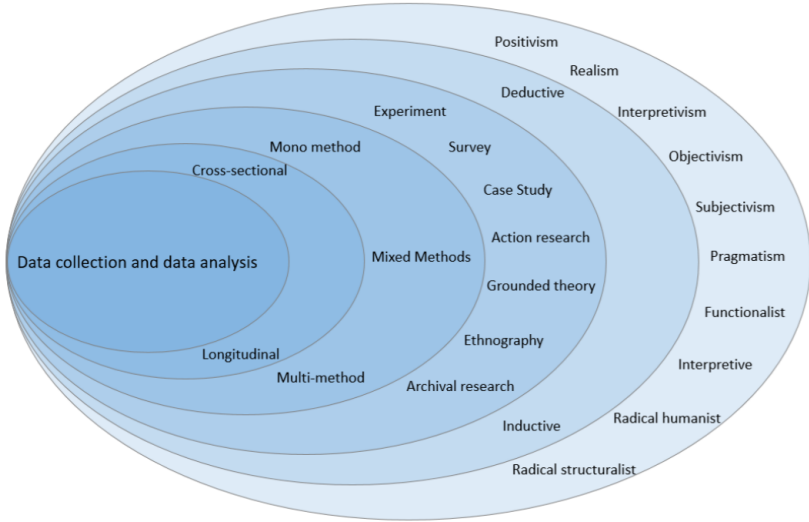 Positivism
Realism
Deductive
Interpretivism
Experiment
Mono method
Survey
Objectivism
Cross-sectional
Case Study
Subjectivism
Action research
Data collection and data analysis
Mixed Methods
Pragmatism
Grounded theory
Functionalist
Ethnography
Longitudinal
Interpretive
Multi-method
Archival research
Inductive
Radical humanist
Radical structuralist